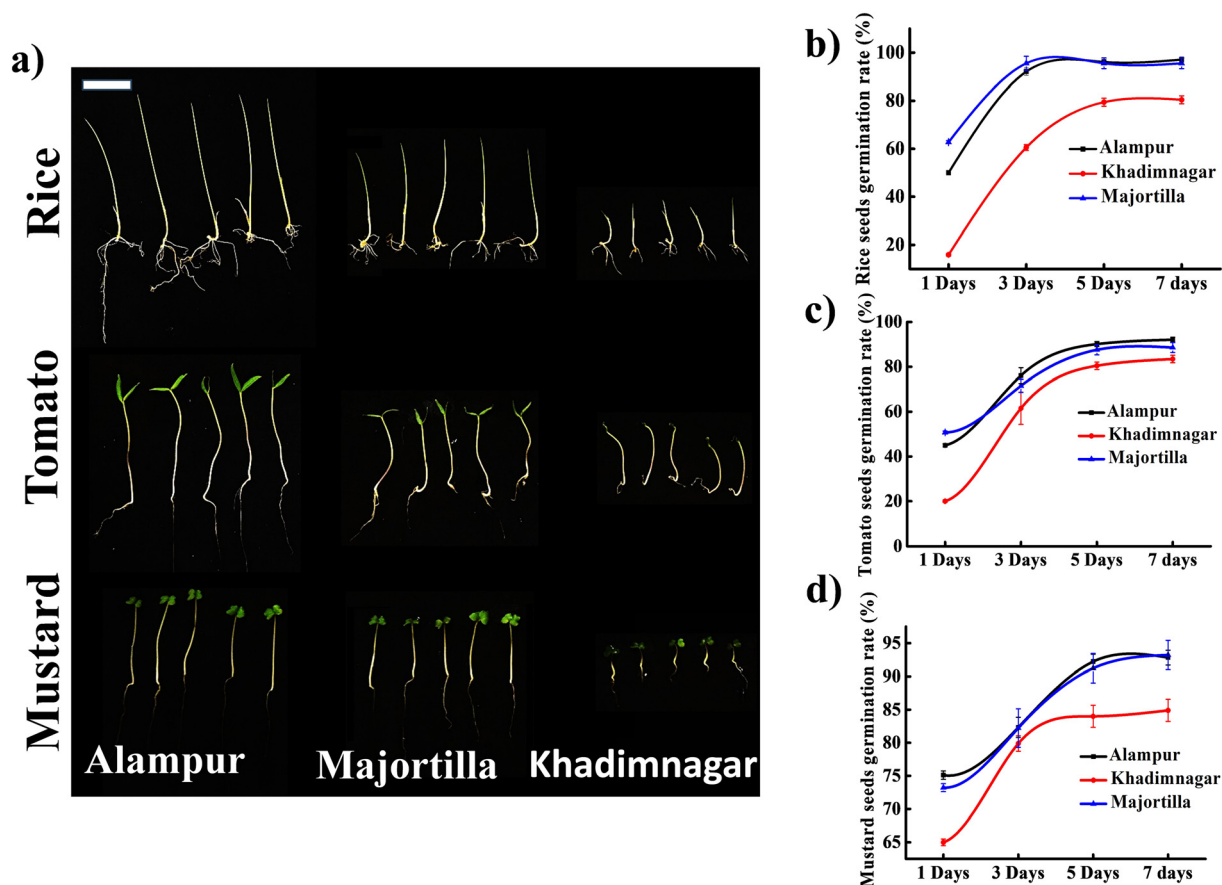 a)
Rice
Tomato
Mustard
Alampur
Majortilla
Khadimnagar
b)
Rice seeds germination rate (%)
100
80
60
40
20
Alampur
Khadimnagar
Majortilla
1 Days
3 Days
5 Days
7 days
c)
Tomato seeds germination rate (%)
100
80
60
40
20
0
Alampur
Khadimnagar
Majortilla
1 Days
3 Days
5 Days
7 days
d)
Mustard seeds germination rate (%)
95
90
85
80
75
70
65
Alampur
Khadimnagar
Majortilla
1 Days
3 Days
5 Days
7 days